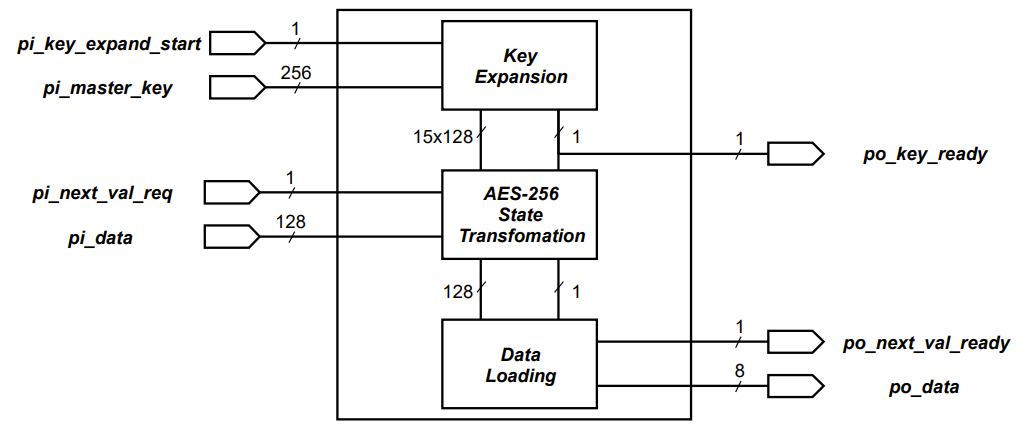 pi_key_expand_start
1
pi_master_key
256
Key
Expansion
15x128
1
1
po_key_ready
pi_next_val_req
1
pi_data
128
AES-256
State
Transfomation
128
1
Data
Loading
1
po_next_val_ready
8
po_data